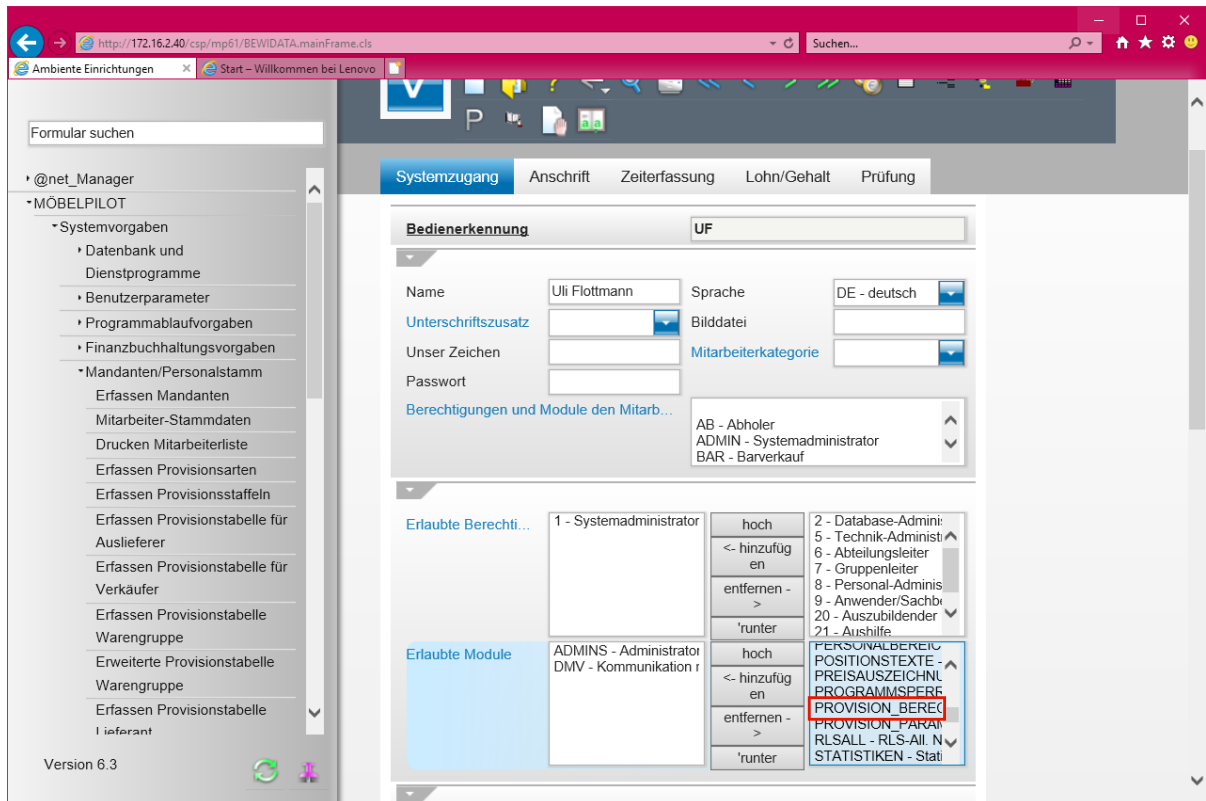 http://172.16.2.40/csp/mp61/BEWIDATA.mainFrame.cls
Suchen...
Ambiente Einrichtungen
Start – Willkommen bei Lenovo
Formular suchen
@net_Manager
MÖBELPILOT
Systemvorgaben
Datenbank und
Dienstprogramme
Benutzerparameter
Programmablaufvorgaben
Finanzbuchhaltungsvorgaben
Mandanten/Personalstamm
Erfassen Mandanten
Mitarbeiter-Stammdaten
Drucken Mitarbeiterliste
Erfassen Provisionsarten
Erfassen Provisionsstaffeln
Erfassen Provisionstabelle für
Auslieferer
Erfassen Provisionstabelle für
Verkäufer
Erfassen Provisionstabelle
Warengruppe
Erweiterte Provisionstabelle
Warengruppe
Erfassen Provisionstabelle
Lieferant
Version 6.3
V
P
Systemzugang Anschrift Zeiterfassung Lohn/Gehalt Prüfung
Bedienerkennung UF
Name Uli Flottmann Sprache DE - deutsch
Unterschriftszusatz Bilddatei
Unser Zeichen Mitarbeiterkategorie
Passwort
Berechtigungen und Module den Mitarb...
AB - Abholer
ADMIN - Systemadministrator
BAR - Barverkauf
Erlaubte Berechti...
1 - Systemadministrator
hoch
<- hinzufüg
en
entfernen -
>
'runter
2 - Database-Adminis
5 - Technik-Administ
6 - Abteilungsleiter
7 - Gruppenleiter
8 - Personal-Adminis
9 - Anwender/Sachbe
20 - Auszubildender
21 - Aushilfe
Erlaubte Module
ADMINS - Administrator
DMV - Kommunikation r
hoch
<- hinzufüg
en
entfernen -
>
'runter
PERSONALBEREIC
POSITIONSTEXTE -
PREISAUSZEICHNU
PROGRAMMSPERR
PROVISION_BEREC
PROVISION_PARAM
RLSALL - RLS-All. N
STATISTIKEN - Stati